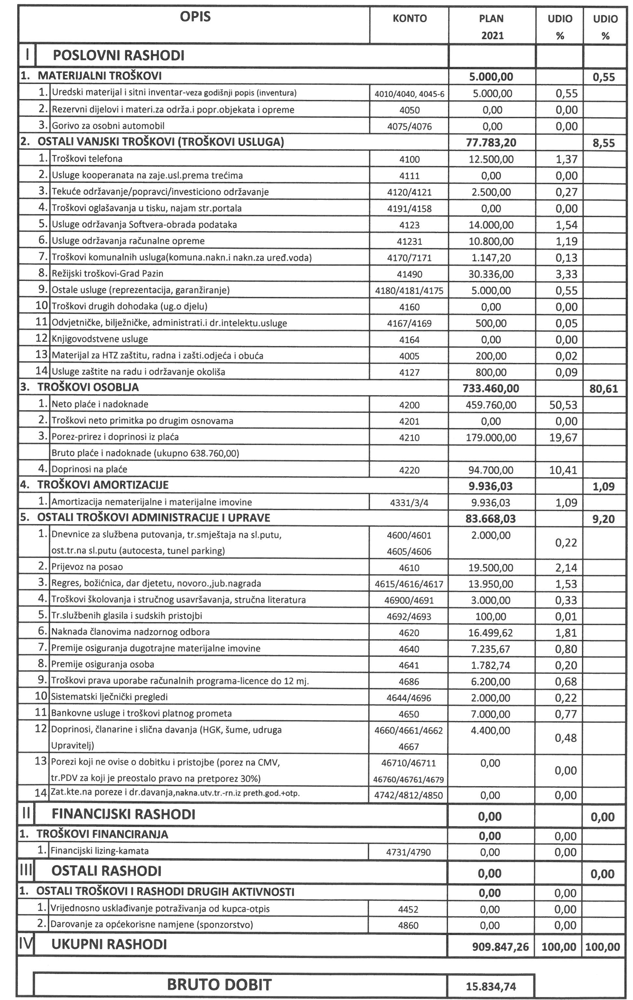 OPIS KONTO PLAN UDIO UDIO
2021 % %
I POSLOVNI RASHODI
1. MATERIJALNI TROŠKOVI 5.000,00 0,55
1. Uredski materijal i sitni inventar-veza godišnji popis (inventura) 4010/4040, 4045-6 5.000,00 0,55
2. Rezervni dijelovi i materi.za održa.i popr.objekata i opreme 4050 0,00 0,00
3. Gorivo za osobni automobil 4075/4076 0,00 0,00
2. OSTALI VANJSKI TROŠKOVI (TROŠKOVI USLUGA) 77.783,20 8,55
1. Troškovi telefona 4100 12.500,00 1,37
2. Usluge kooperanata na zaje.usl.prema trećima 4111 0,00 0,00
3. Tekuće održavanje/popravci/investiciono održavanje 4120/4121 2.500,00 0,27
4. Troškovi oglašavanja u tisku, najam str.portala 4191/4158 0,00 0,00
5. Usluge održavanja Softvera-obrada podataka 4123 14.000,00 1,54
6. Usluge održavanja računalne opreme 41231 10.800,00 1,19
7. Troškovi komunalnih usluga(komuna.nakn.i nakn.za uređ.voda) 4170/7171 1.147,20 0,13
8. Režijski troškovi-Grad Pazin 41490 30.336,00 3,33
9. Ostale usluge (reprezentacija, garanžiranje) 4180/4181/4175 5.000,00 0,55
10 Troškovi drugih dohodaka (ug.o djelu) 4160 0,00 0,00
11 Odvjetničke, bilježničke, administrati.i dr.intelektu.usluge 4167/4169 500,00 0,05
12 Knjigovodstvene usluge 4164 0,00 0,00
13 Materijal za HTZ zaštitu, radna i zašti.odjeća i obuća 4005 200,00 0,02
14 Usluge zaštite na radu i održavanje okoliša 4127 800,00 0,09
3. TROŠKOVI OSOBLJA 733.460,00 80,61
1. Neto plaće i nadoknade 4200 459.760,00 50,53
2. Troškovi neto primitka po drugim osnovama 4201 0,00 0,00
3. Porez-prirez i doprinosi iz plaća 4210 179.000,00 19,67
Bruto plaće i nadoknade (ukupno 638.760,00)
4. Doprinosi na plaće 4220 94.700,00 10,41
4. TROŠKOVI AMORTIZACIJE 9.936,03 1,09
1. Amortizacija nematerijalne i materijalne imovine 4331/3/4 9.936,03 1,09
5. OSTALI TROŠKOVI ADMINISTRACIJE I UPRAVE 83.668,03 9,20
1. Dnevnice za službena putovanja, tr.smještaja na sl.putu, 4600/4601 2.000,00 0,22
ost.tr.na sl.putu (autocesta, tunel parking) 4605/4606
2. Prijevoz na posao 4610 19.500,00 2,14
3. Regres, božićnica, dar djetetu, novoro.,jub.nagrada 4615/4616/4617 13.950,00 1,53
4. Troškovi školovanja i stručnog usavršavanja, stručna literatura 46900/4691 3.000,00 0,33
5. Tr.službenih glasila i sudskih pristojbi 4692/4693 100,00 0,01
6. Naknada članovima nadzornog odbora 4620 16.499,62 1,81
7. Premije osiguranja dugotrajne materijalne imovine 4640 7.235,67 0,80
8. Premije osiguranja osoba 4641 1.782,74 0,20
9. Troškovi prava uporabe računalnih programa-licence do 12 mj. 4686 6.200,00 0,68
10 Sistematski lječnički pregledi 4644/4696 2.000,00 0,22
11 Bankovne usluge i troškovi platnog prometa 4650 7.000,00 0,77
12 Doprinosi, članarine i slična davanja (HGK, šume, udruga 4660/4661/4662 4.400,00 0,48
Upravitelj) 4667
13 Porezi koji ne ovise o dobitku i pristojbe (porez na CMV, 46710/46711 0,00 0,00
tr.PDV za koji je preostalo pravo na pretporez 30%) 46760/46761/4679
14 Zat.kte.na poreze i dr.davanja,nakna.utv.tr.-rn.iz preth.god.+otp. 4742/4812/4850 0,00 0,00
II FINANCIJSKI RASHODI 0,00 0,00
1. TROŠKOVI FINANCIRANJA 0,00 0,00
1. Financijski lizing-kamata 4731/4790 0,00 0,00
III OSTALI RASHODI 0,00 0,00
1. OSTALI TROŠKOVI I RASHODI DRUGIH AKTIVNOSTI 0,00 0,00
1. Vrijednosno usklađivanje potraživanja od kupca-otpis 4452 0,00 0,00
2. Darovanje za općekorisne namjene (sponzorstvo) 4860 0,00 0,00
IV UKUPNI RASHODI 909.847,26 100,00 100,00
BRUTO DOBIT 15.834,74